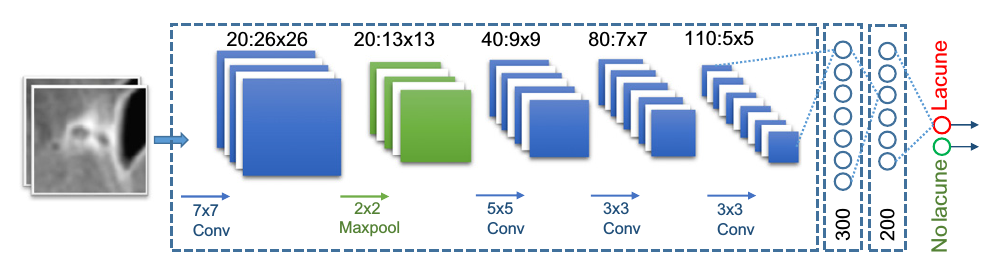 20:26x26
20:13x13
40:9x9
80:7x7
110:5x5
7x7
Conv
2x2
Maxpool
5x5
Conv
3x3
Conv
3x3
Conv
300
200
Lacune
No lacune